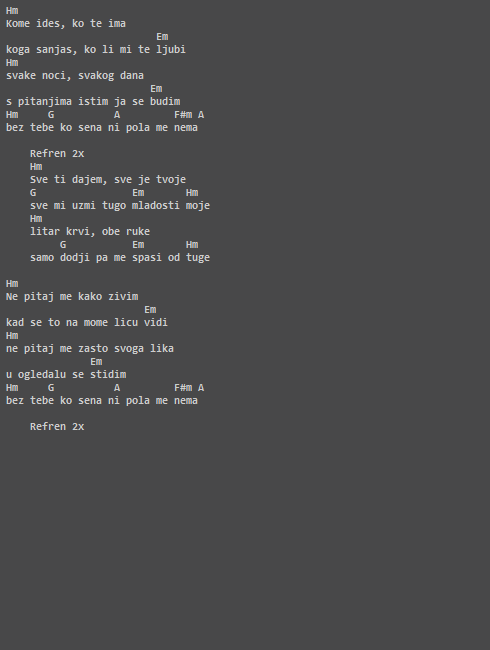 Hm
Kome ides, ko te ima
                         Em
koga sanjas, ko li mi te ljubi
Hm
svake noci, svakog dana
                        Em
s pitanjima istim ja se budim
Hm     G          A         F#m A
bez tebe ko sena ni pola me nema

    Refren 2x
    Hm
    Sve ti dajem, sve je tvoje
    G                Em       Hm
    sve mi uzmi tugo mladosti moje
    Hm
    litar krvi, obe ruke
         G           Em       Hm
    samo dodji pa me spasi od tuge

Hm
Ne pitaj me kako zivim
                       Em
kad se to na mome licu vidi
Hm
ne pitaj me zasto svoga lika
              Em
u ogledalu se stidim
Hm     G          A         F#m A
bez tebe ko sena ni pola me nema

    Refren 2x